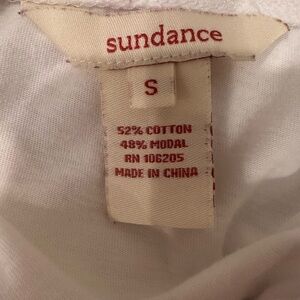 sundance
S
52% COTTON
48% MODAL
RN 106205
MADE IN CHINA